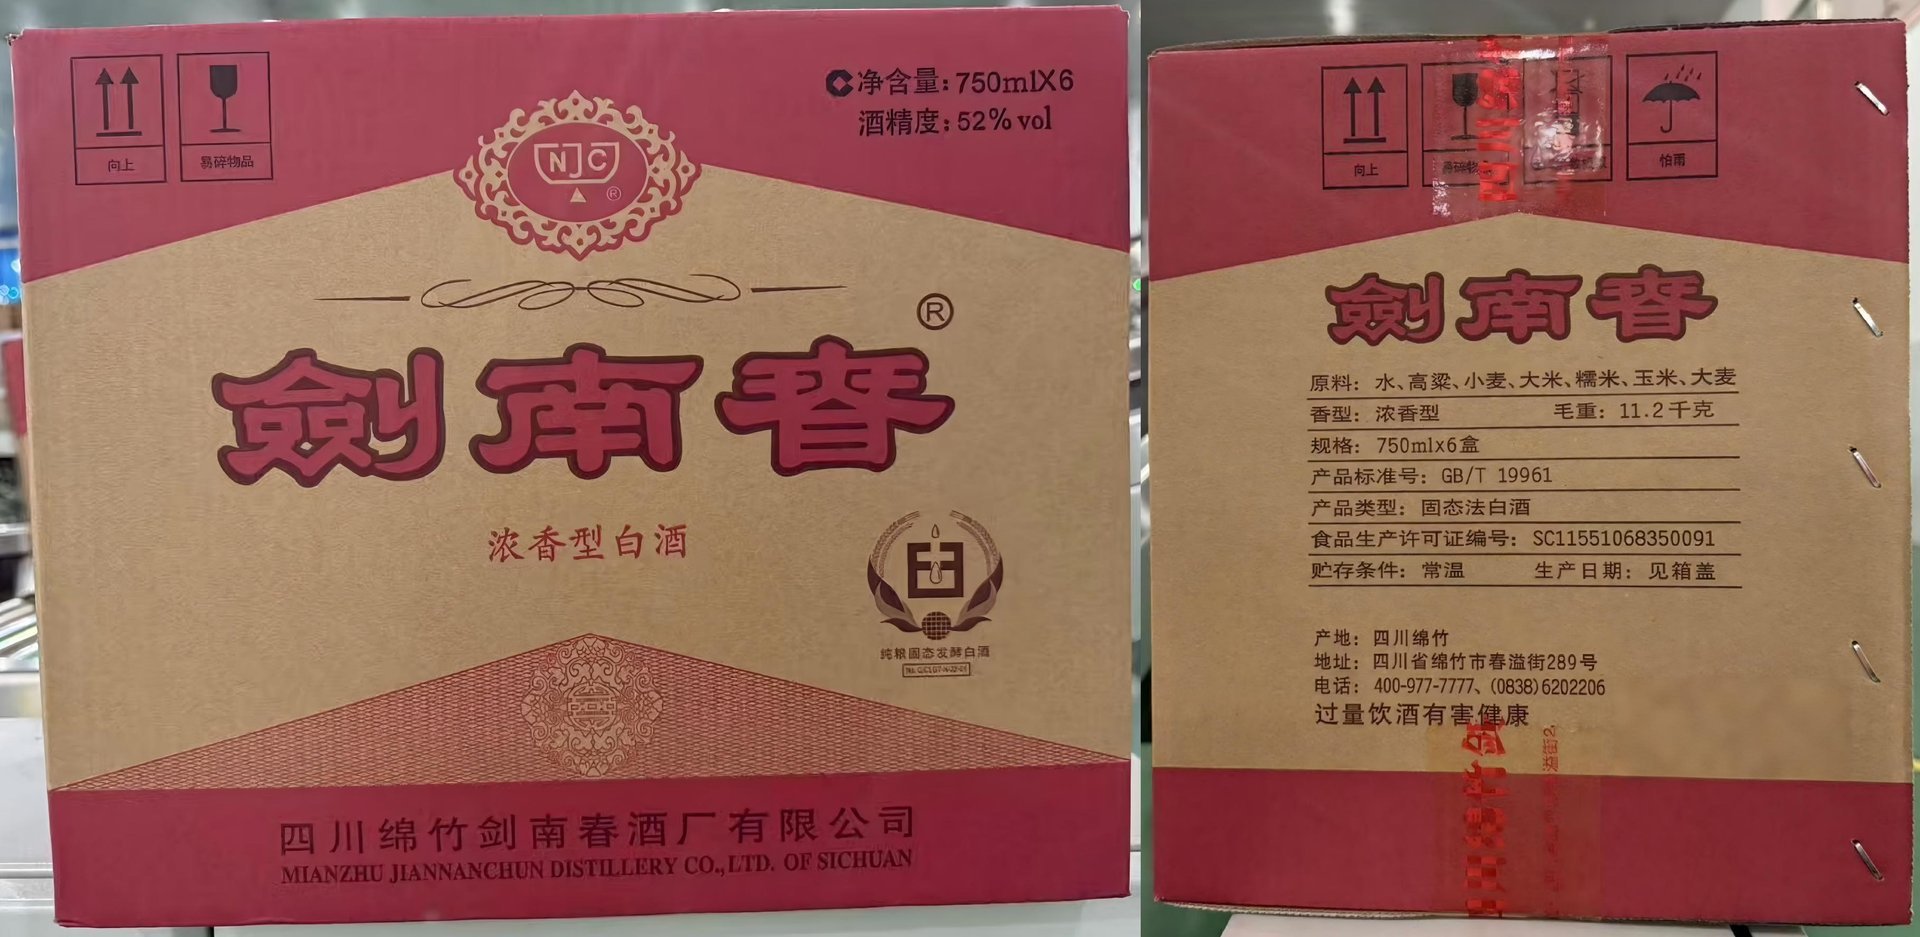 向上
易碎物品
净含量:750mlX6
酒精度:52%vol
NJC
®
®
劍南春
浓香型白酒
纯粮固态发酵白酒
四川绵竹剑南春酒厂有限公司
MIANZHU JIANNANCHUN DISTILLERY CO.,LTD. OF SICHUAN
向上
易碎物
怕雨
劍南春
原料：水、高粱、小麦、大米、糯米、玉米、大麦
香型：浓香型 毛重：11.2千克
规格：750mlx6盒
产品标准号：GB/T 19961
产品类型：固态法白酒
食品生产许可证编号：SC11551068350091
贮存条件：常温 生产日期：见箱盖
产地：四川绵竹
地址：四川省绵竹市春溢街289号
电话：400-977-7777、(0838)6202206
过量饮酒有害健康